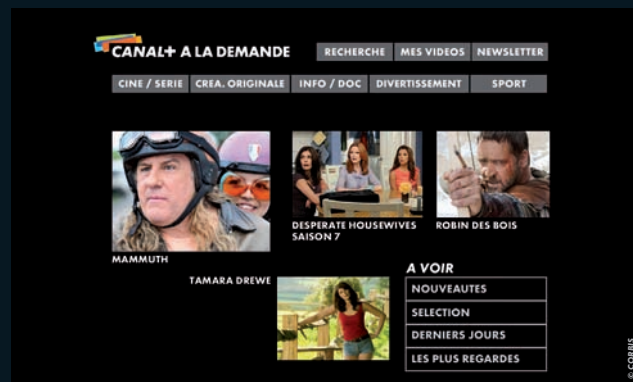 CANAL+ A LA DEMANDE
RECHERCHE
MES VIDEOS
NEWSLETTER
CINE / SERIE
CREA. ORIGINALE
INFO / DOC
DIVERTISSEMENT
SPORT
MAMMUTH
DESPERATE HOUSEWIVES
SAISON 7
ROBIN DES BOIS
TAMARA DREWE
A VOIR
NOUVEAUTES
SELECTION
DERNIERS JOURS
LES PLUS REGARDES
© CORBIS